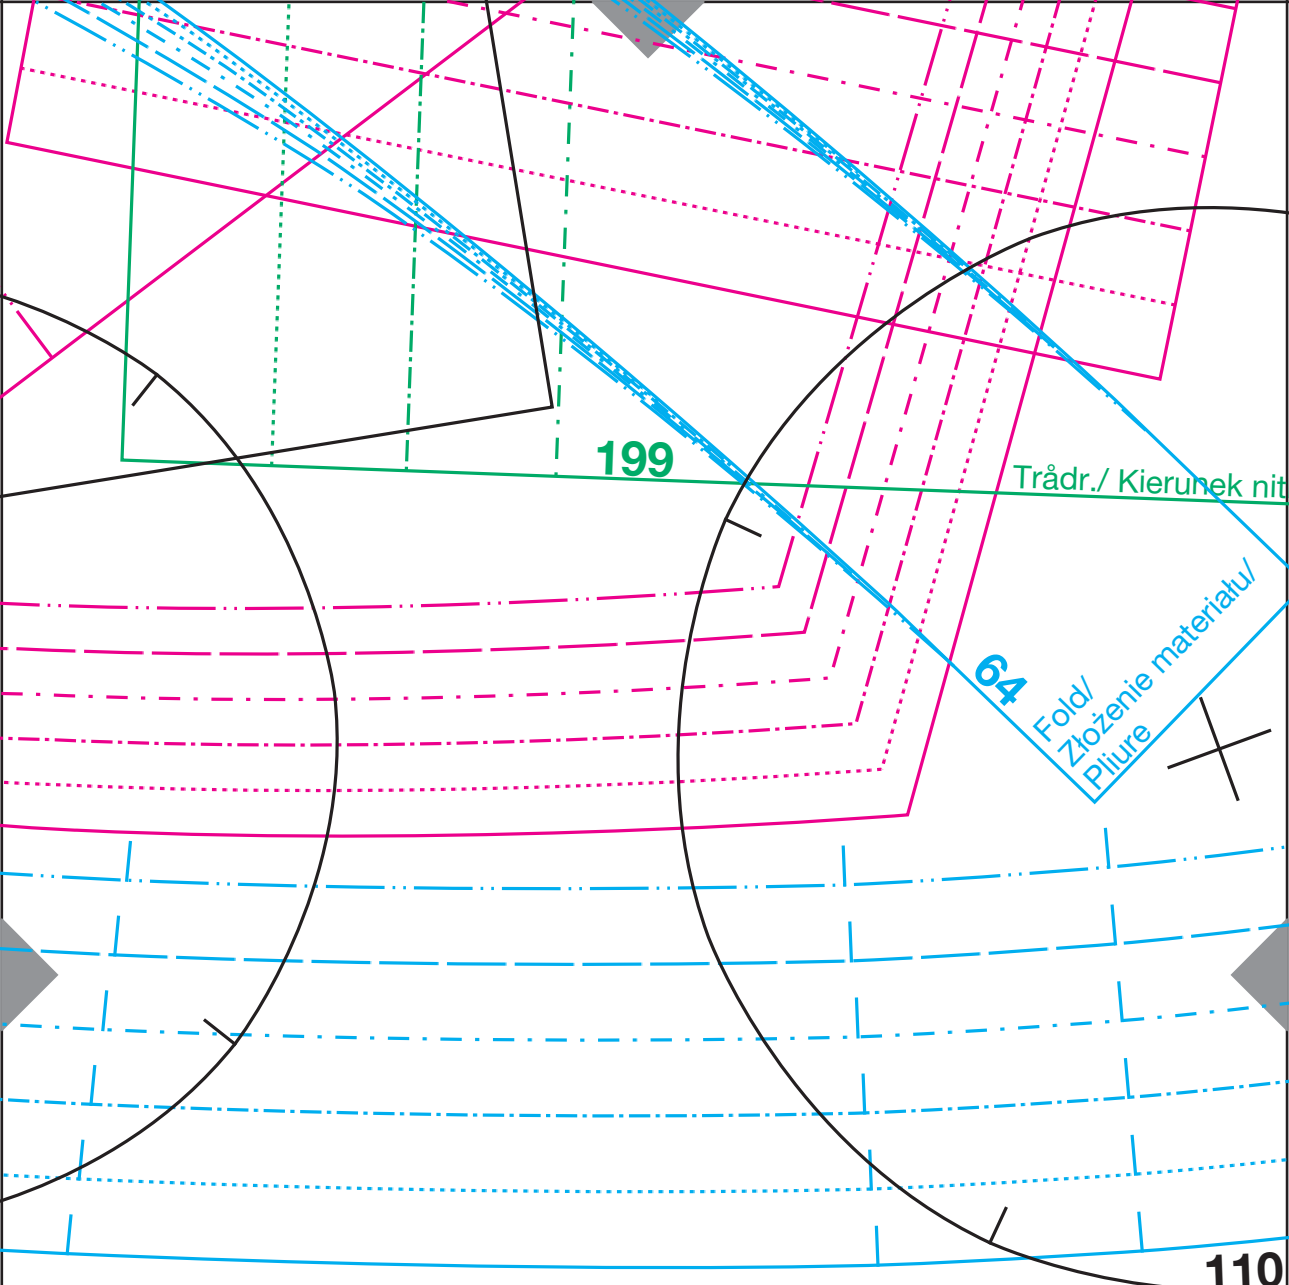 199
Trådr./ Kierunek nit
64
Fold/
Złożenie materiału/
Pliure
110